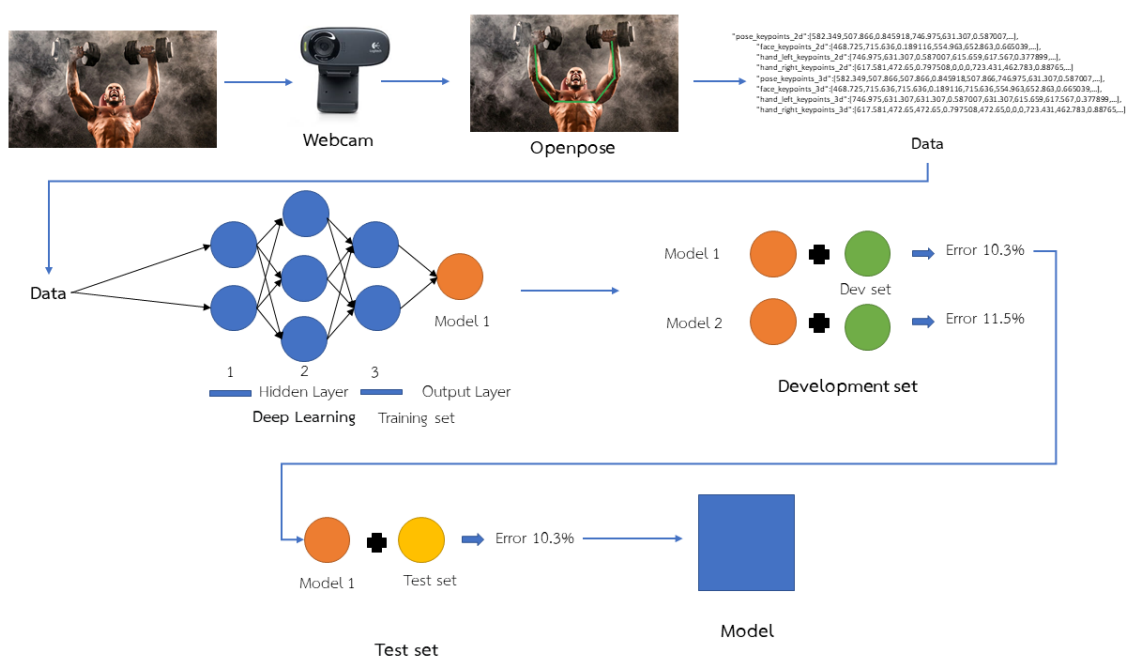 "pose_keypoints_2d":[582.349,507.866,0.845918,746.975,631.307,0.587007,...],
"face_keypoints_2d":[468.725,715.636,0.189116,554.963,652.863,0.665039,...],
"hand_left_keypoints_2d":[746.975,631.307,0.587007,615.659,617.567,0.377899,...],
"hand_right_keypoints_2d":[617.581,472.65,0.797508,0,0,0,723.431,462.783,0.88765,...]
"pose_keypoints_3d":[582.349,507.866,507.866,0.845918,507.866,746.975,631.307,0.587007,...],
"face_keypoints_3d":[468.725,715.636,715.636,0.189116,715.636,554.963,652.863,0.665039,...],
"hand_left_keypoints_3d":[746.975,631.307,631.307,0.587007,631.307,615.659,617.567,0.377899,...],
"hand_right_keypoints_3d":[617.581,472.65,472.65,0.797508,472.65,0,0,0,723.431,462.783,0.88765,...]
Webcam
Openpose
Data
Data
Model 1
1 2 3
Hidden Layer
Output Layer
Deep Learning
Training set
Model 1
Error 10.3%
Dev set
Model 2
Error 11.5%
Development set
Error 10.3%
Model 1
Test set
Test set
Model